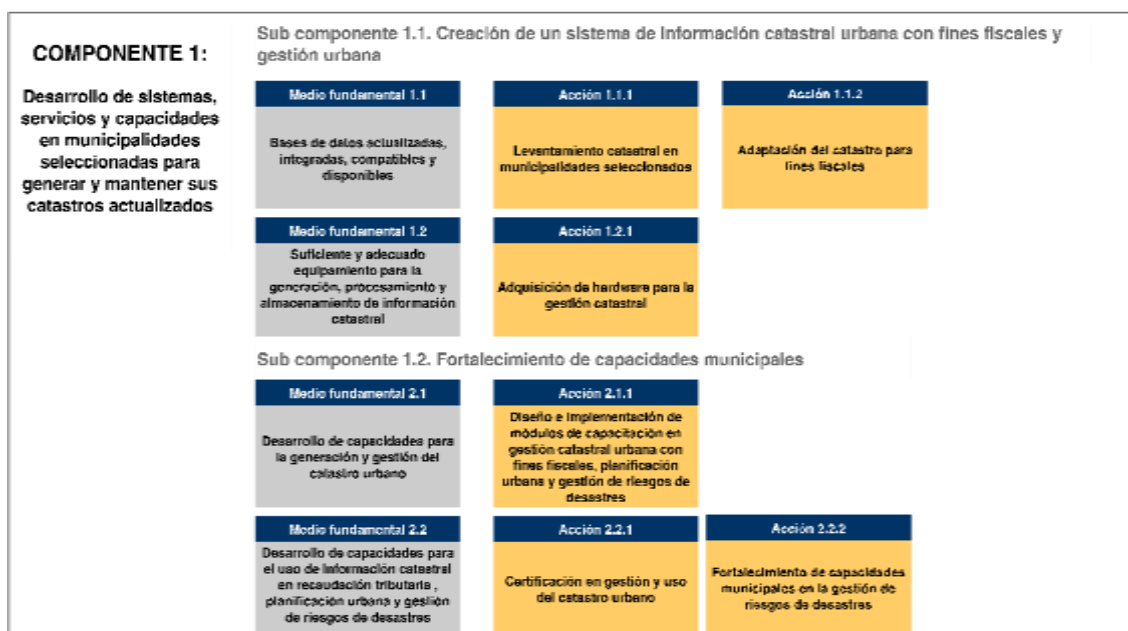 COMPONENTE 1:
Desarrollo de sistemas,
servicios y capacidades
en municipalidades
seleccionadas para
generar y mantener sus
catastros actualizados
Sub componente 1.1. Creación de un sistema de información catastral urbana con fines fiscales y
gestión urbana
Medio fundamental 1.1
Bases de datos actualizadas,
integradas, compatibles y
disponibles
Acción 1.1.1
Levantamiento catastral en
municipalidades seleccionados
Acción 1.1.2
Adaptación del catastro para
fines fiscales
Medio fundamental 1.2
Suficiente y adecuado
equipamiento para la
generación, procesamiento y
almacenamiento de información
catastral
Acción 1.2.1
Adquisición de hardware para la
gestión catastral
Sub componente 1.2. Fortalecimiento de capacidades municipales
Medio fundamental 2.1
Desarrollo de capacidades para
la generación y gestión del
catastro urbano
Acción 2.1.1
Diseño e implementación de
módulos de capacitación en
gestión catastral urbana con
fines fiscales, planificación
urbana y gestión de riesgos de
desastres
Medio fundamental 2.2
Desarrollo de capacidades para
el uso de información catastral
en recaudación tributaria ,
planificación urbana y gestión
de riesgos de desastres
Acción 2.2.1
Certificación en gestión y uso
del catastro urbano
Acción 2.2.2
Fortalecimiento de capacidades
municipales en la gestión de
riesgos de desastres